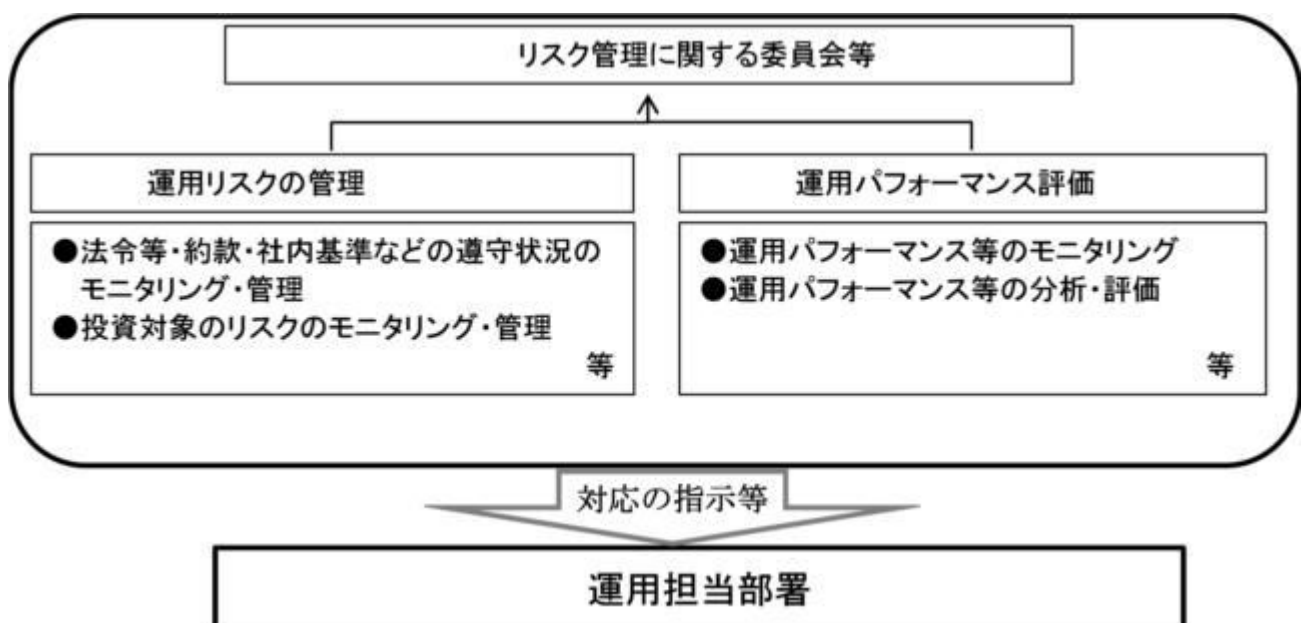 リスク管理に関する委員会等
運用リスクの管理
●法令等・約款・社内基準などの遵守状況の
モニタリング・管理
●投資対象のリスクのモニタリング・管理
等
運用パフォーマンス評価
●運用パフォーマンス等のモニタリング
●運用パフォーマンス等の分析・評価
等
対応の指示等
運用担当部署